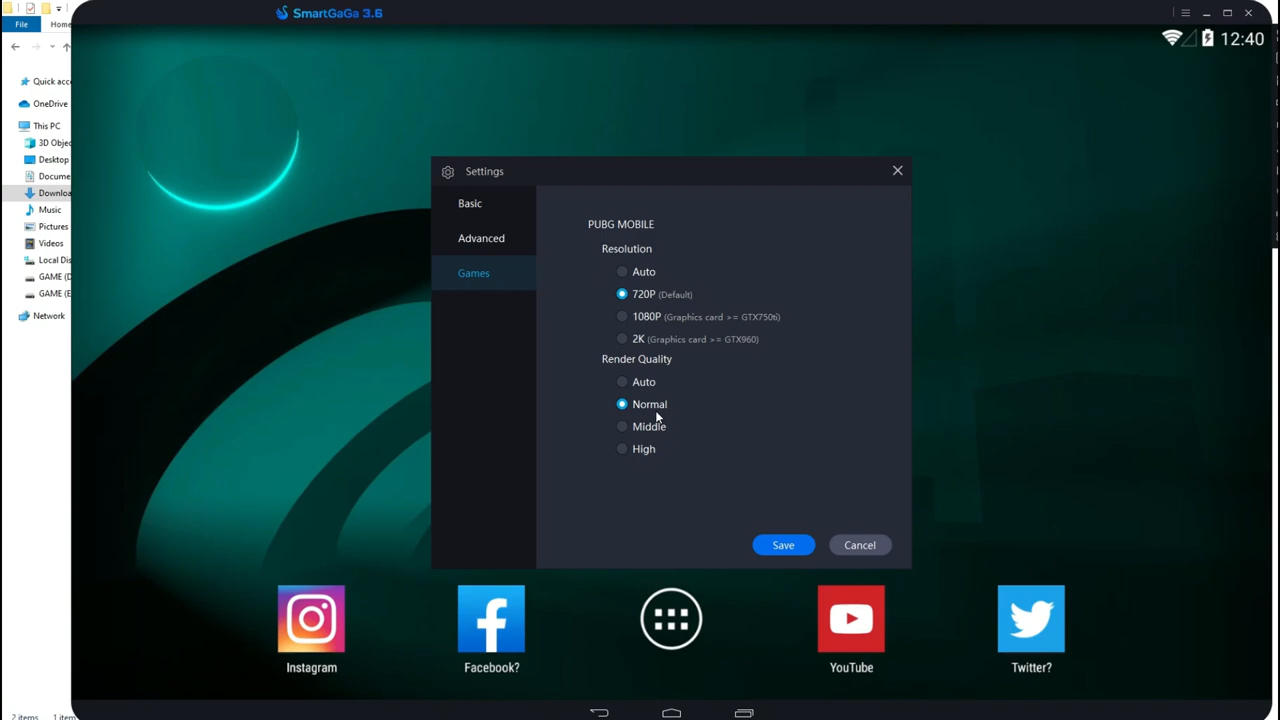 SmartGaGa 3.6
File
Home
12:40
Quick acc
OneDrive
This PC
3D Objec
Desktop
Docume
Downloa
Music
Pictures
Videos
Local Dis
GAME (D
GAME (E
Network
2 items
1 item
Settings
Basic
Advanced
Games
PUBG MOBILE
Resolution
Auto
720P (Default)
1080P (Graphics card >= GTX750ti)
2K (Graphics card >= GTX960)
Render Quality
Auto
Normal
Middle
High
Save
Cancel
Instagram
Facebook?
YouTube
Twitter?